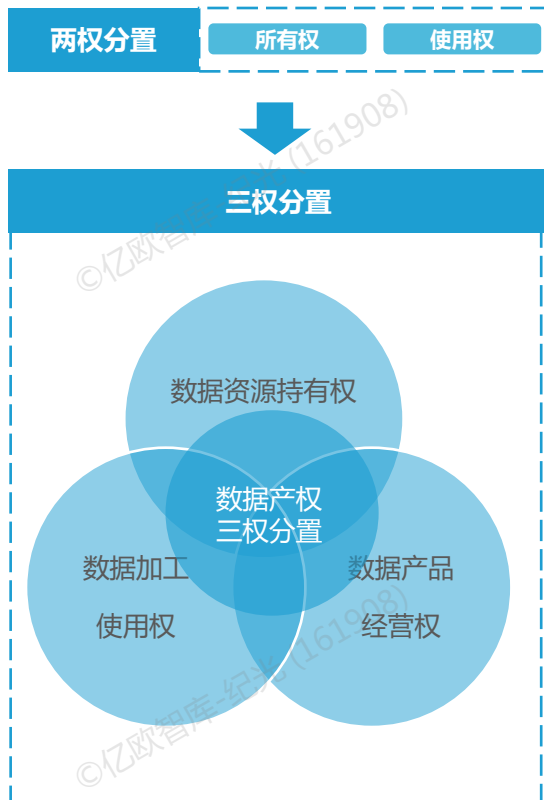 两权分置
所有权
使用权
三权分置
数据资源持有权
数据产权
三权分置
数据加工
使用权
数据产品
经营权
©亿欧智库-纪光 (161908)
©亿欧智库-纪光 (161908)